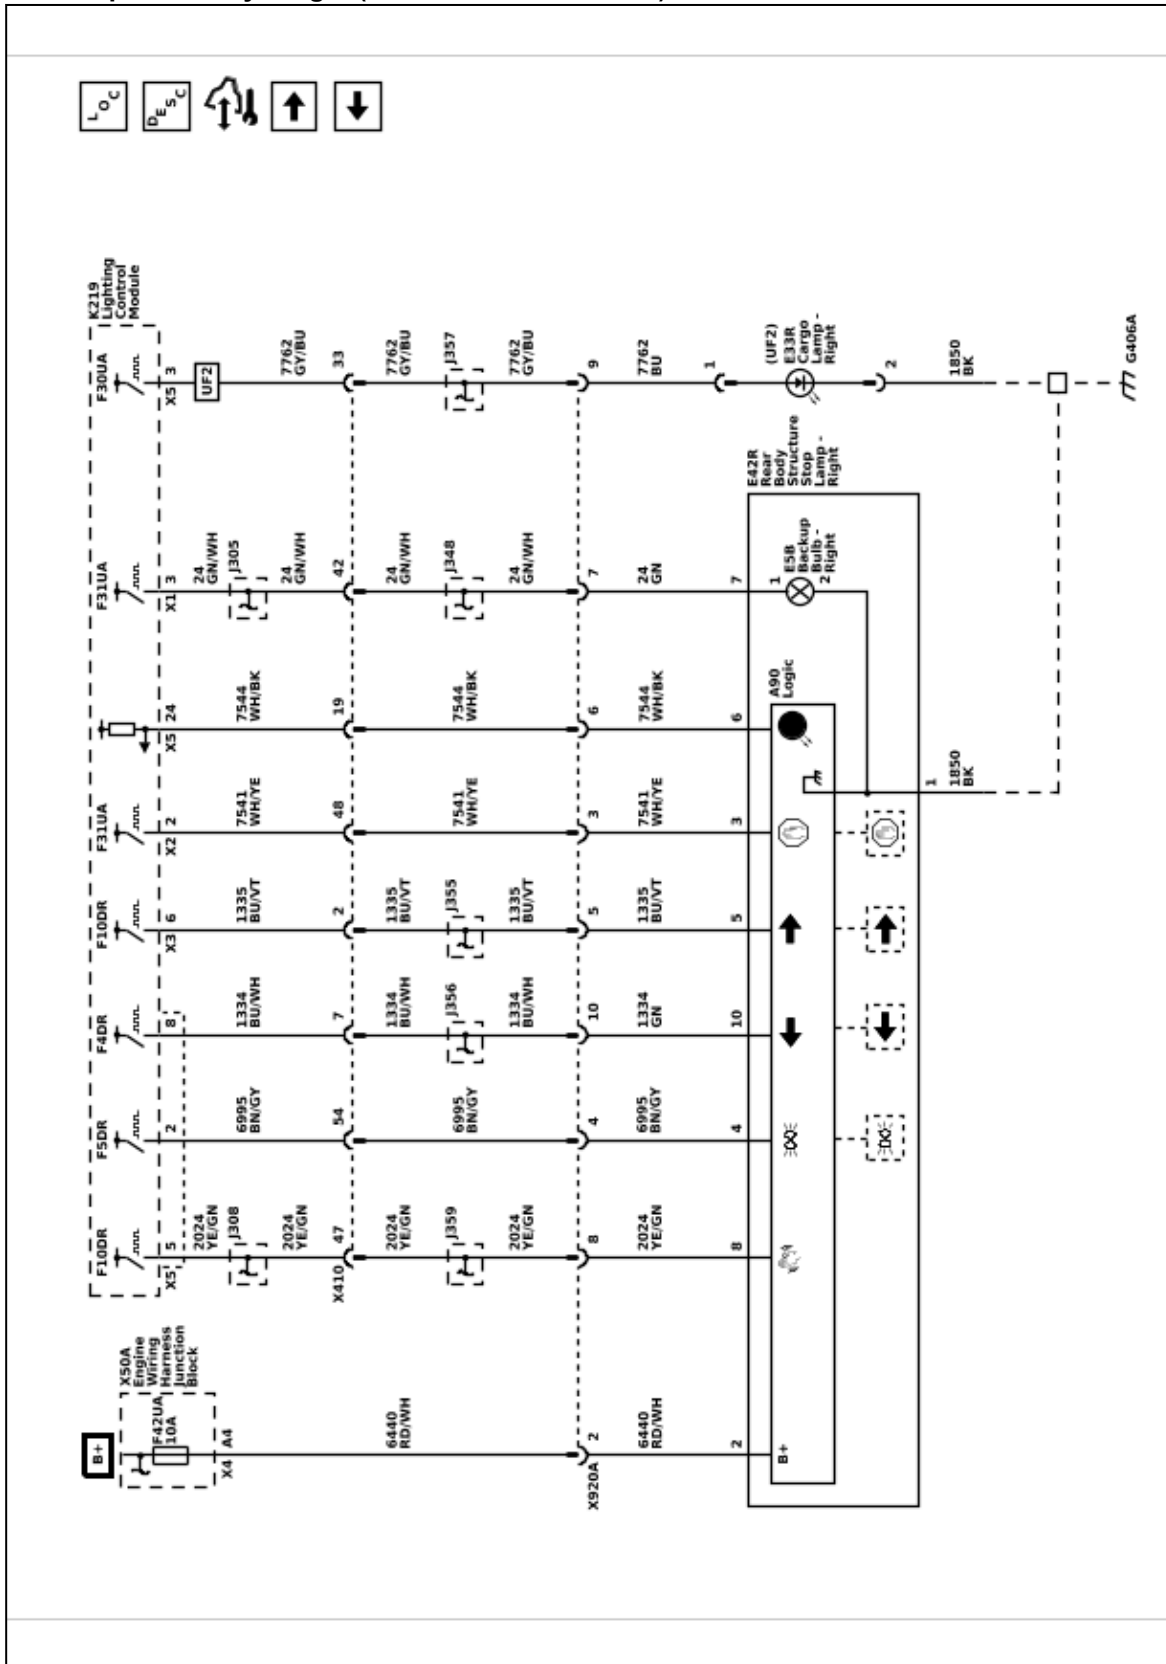 LOC
DESC
K219
Lighting
Control
Module
F30UA
F31UA
F31UA
F10DR
F4DR
F5DR
F10DR
X5 3
X1 3
X5 24
X2 2
X3 6
8
2
X5 5
UF2
7762
GY/BU
24
GN/WH
J305
24
GN/WH
7544
WH/BK
7541
WH/YE
1335
BU/VT
1334
BU/WH
6995
BN/GY
2024
YE/GN
J308
2024
YE/GN
33
42
19
48
2
7
54
X410 47
7762
GY/BU
J357
7762
GY/BU
24
GN/WH
J348
24
GN/WH
7544
WH/BK
7541
WH/YE
1335
BU/VT
J355
1335
BU/VT
1334
BU/WH
J356
1334
BU/WH
6995
BN/GY
2024
YE/GN
J359
2024
YE/GN
9
7
6
3
5
10
4
8
X920A 2
7762
BU
24
GN
7544
WH/BK
7541
WH/YE
1335
BU/VT
1334
GN
6995
BN/GY
2024
YE/GN
6440
RD/WH
1
7
6
3
5
10
4
8
2
(UF2)
E33R
Cargo
Lamp -
Right
2
1850
BK
G406A
E42R
Rear
Body
Structure
Stop
Lamp -
Right
1
E5B
Backup
Bulb -
Right
2
A90
Logic
1
1850
BK
B+
B+
X50A
Engine
Wiring
Harness
Junction
Block
F42UA
10A
X4 A4
6440
RD/WH